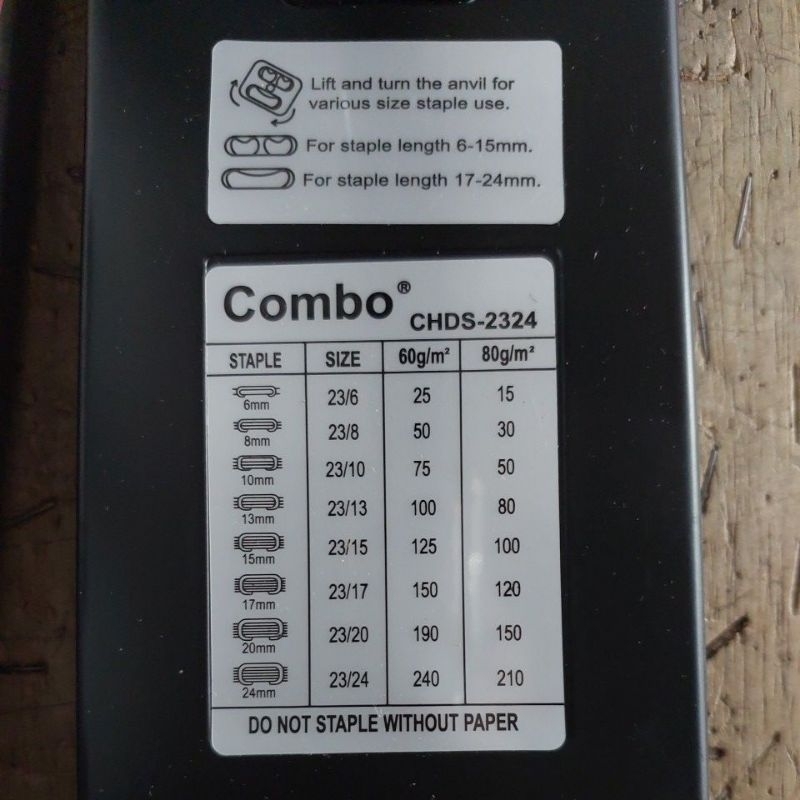 Lift and turn the anvil for
various size staple use.
For staple length 6-15mm.
For staple length 17-24mm.
Combo®
CHDS-2324
STAPLE SIZE 60g/m² 80g/m²
6mm 23/6 25 15
8mm 23/8 50 30
10mm 23/10 75 50
13mm 23/13 100 80
15mm 23/15 125 100
17mm 23/17 150 120
20mm 23/20 190 150
24mm 23/24 240 210
DO NOT STAPLE WITHOUT PAPER